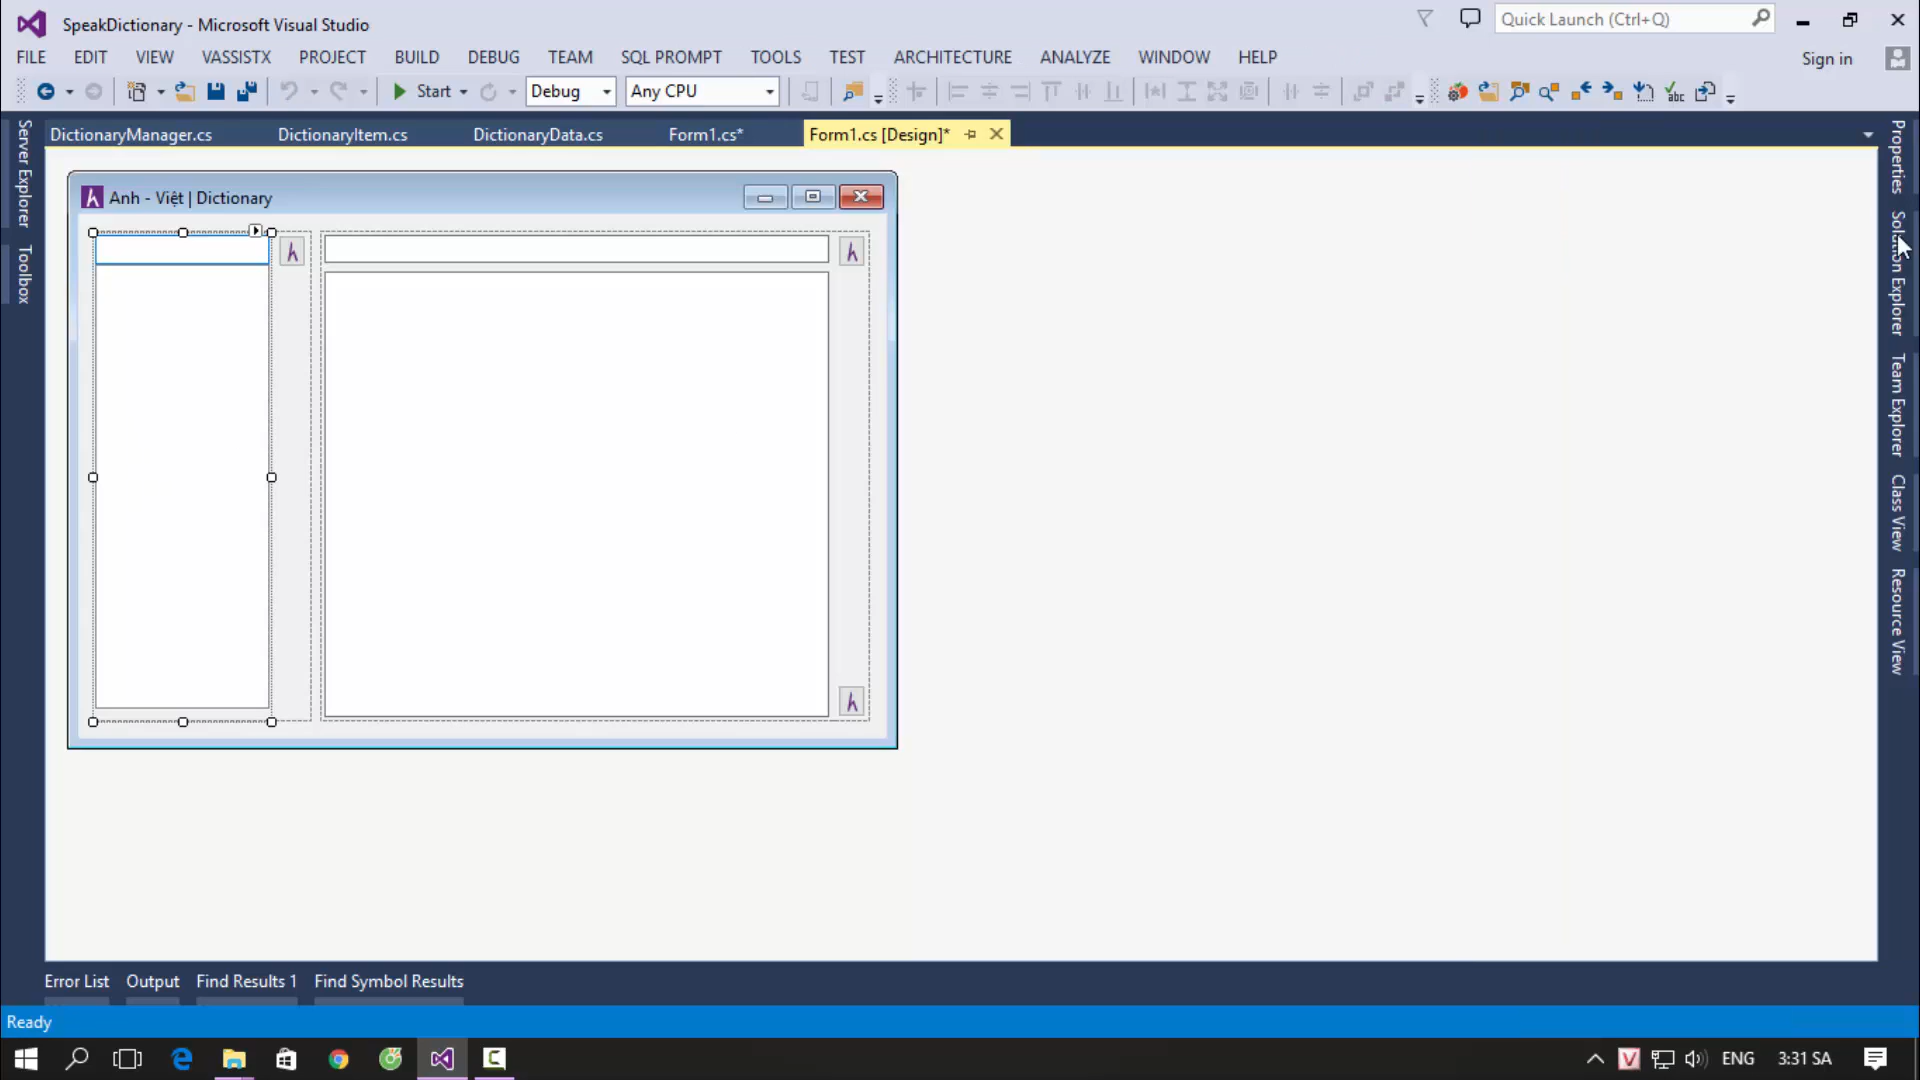 SpeakDictionary - Microsoft Visual Studio
Quick Launch (Ctrl+Q)
FILE EDIT VIEW VASSISTX PROJECT BUILD DEBUG TEAM SQL PROMPT TOOLS TEST ARCHITECTURE ANALYZE WINDOW HELP
Sign in
Start Debug Any CPU
DictionaryManager.cs DictionaryItem.cs DictionaryData.cs Form1.cs* Form1.cs [Design]*
Server Explorer
Toolbox
Anh - Việt | Dictionary
Properties
Solution Explorer
Team Explorer
Class View
Resource View
Error List Output Find Results 1 Find Symbol Results
Ready
ENG 3:31 SA